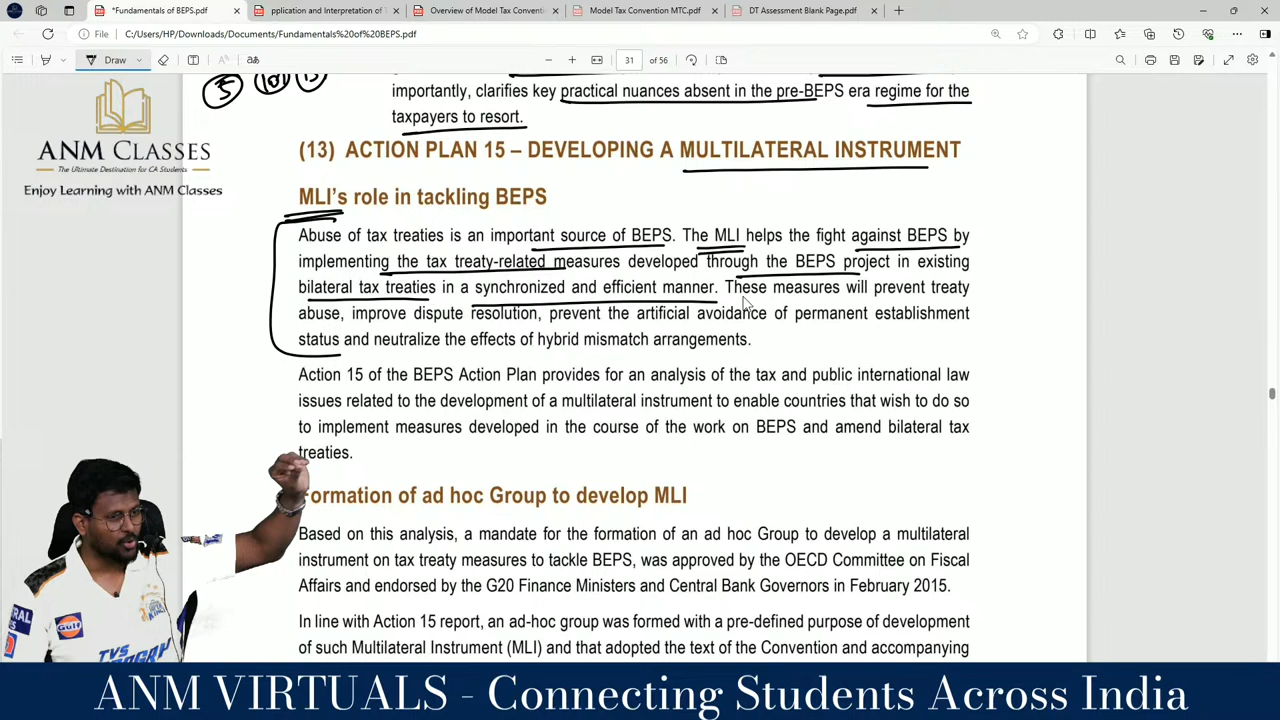 *Fundamentals of BEPS.pdf
pplication and Interpretation of T
Overview of Model Tax Conventi
Model Tax Convention MTC.pdf
DT Assessment Blank Page.pdf
File
C:/Users/HP/Downloads/Documents/Fundamentals%20of%20BEPS.pdf
Draw
31 of 56
5 10 13
importantly, clarifies key practical nuances absent in the pre-BEPS era regime for the
taxpayers to resort.
ANM CLASSES
The Ultimate Destination for CA Students
Enjoy Learning with ANM Classes
(13) ACTION PLAN 15 – DEVELOPING A MULTILATERAL INSTRUMENT
MLI's role in tackling BEPS
Abuse of tax treaties is an important source of BEPS. The MLI helps the fight against BEPS by
implementing the tax treaty-related measures developed through the BEPS project in existing
bilateral tax treaties in a synchronized and efficient manner. These measures will prevent treaty
abuse, improve dispute resolution, prevent the artificial avoidance of permanent establishment
status and neutralize the effects of hybrid mismatch arrangements.
Action 15 of the BEPS Action Plan provides for an analysis of the tax and public international law
issues related to the development of a multilateral instrument to enable countries that wish to do so
to implement measures developed in the course of the work on BEPS and amend bilateral tax
treaties.
Formation of ad hoc Group to develop MLI
Based on this analysis, a mandate for the formation of an ad hoc Group to develop a multilateral
instrument on tax treaty measures to tackle BEPS, was approved by the OECD Committee on Fiscal
Affairs and endorsed by the G20 Finance Ministers and Central Bank Governors in February 2015.
In line with Action 15 report, an ad-hoc group was formed with a pre-defined purpose of development
of such Multilateral Instrument (MLI) and that adopted the text of the Convention and accompanying
Gulf
TVS
ANM VIRTUALS - Connecting Students Across India